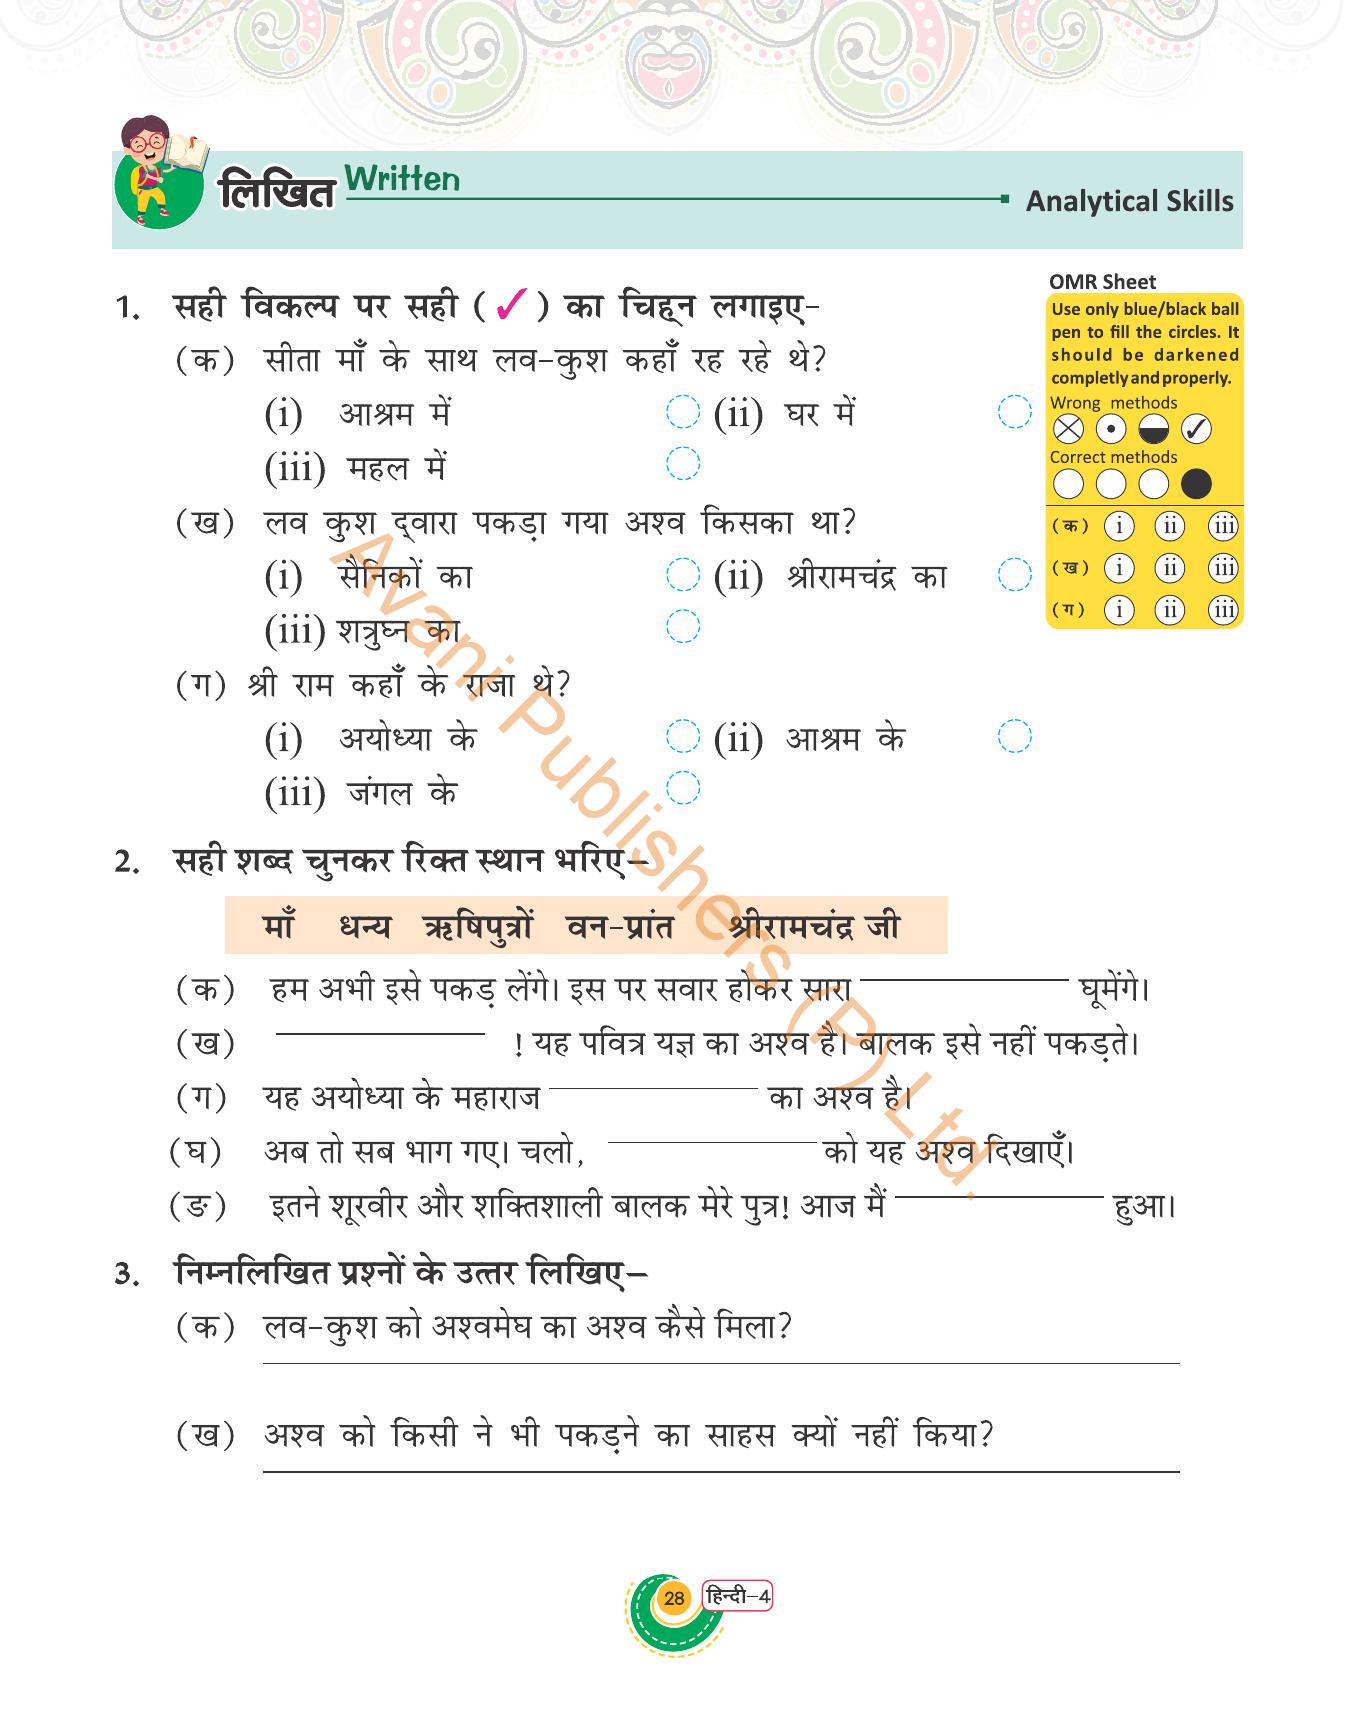 लिखित Written
Analytical Skills
1. सही विकल्प पर सही (✓) का चिह्न लगाइए-
(क) सीता माँ के साथ लव-कुश कहाँ रह रहे थे?
(i) आश्रम में (ii) घर में
(iii) महल में
(ख) लव कुश द्वारा पकड़ा गया अश्व किसका था?
(i) सैनिकों का (ii) श्रीरामचंद्र का
(iii) शत्रुघ्न का
(ग) श्री राम कहाँ के राजा थे?
(i) अयोध्या के (ii) आश्रम के
(iii) जंगल के
OMR Sheet
Use only blue/black ball
pen to fill the circles. It
should be darkened
completly and properly.
Wrong methods
Correct methods
(क) i ii iii
(ख) i ii iii
(ग) i ii iii
2. सही शब्द चुनकर रिक्त स्थान भरिए—
माँ धन्य ऋषिपुत्रों वन-प्रांत श्रीरामचंद्र जी
(क) हम अभी इसे पकड़ लेंगे। इस पर सवार होकर सारा ⁠ घूमेंगे।
(ख) ! यह पवित्र यज्ञ का अश्व है। बालक इसे नहीं पकड़ते।
(ग) यह अयोध्या के महाराज का अश्व है।
(घ) अब तो सब भाग गए। चलो, को यह अश्व दिखाएँ।
(ङ) इतने शूरवीर और शक्तिशाली बालक मेरे पुत्र! आज मैं हुआ।
3. निम्नलिखित प्रश्नों के उत्तर लिखिए—
(क) लव-कुश को अश्वमेघ का अश्व कैसे मिला?
(ख) अश्व को किसी ने भी पकड़ने का साहस क्यों नहीं किया?
28 हिन्दी-4
Avani Publishers (P) Ltd.